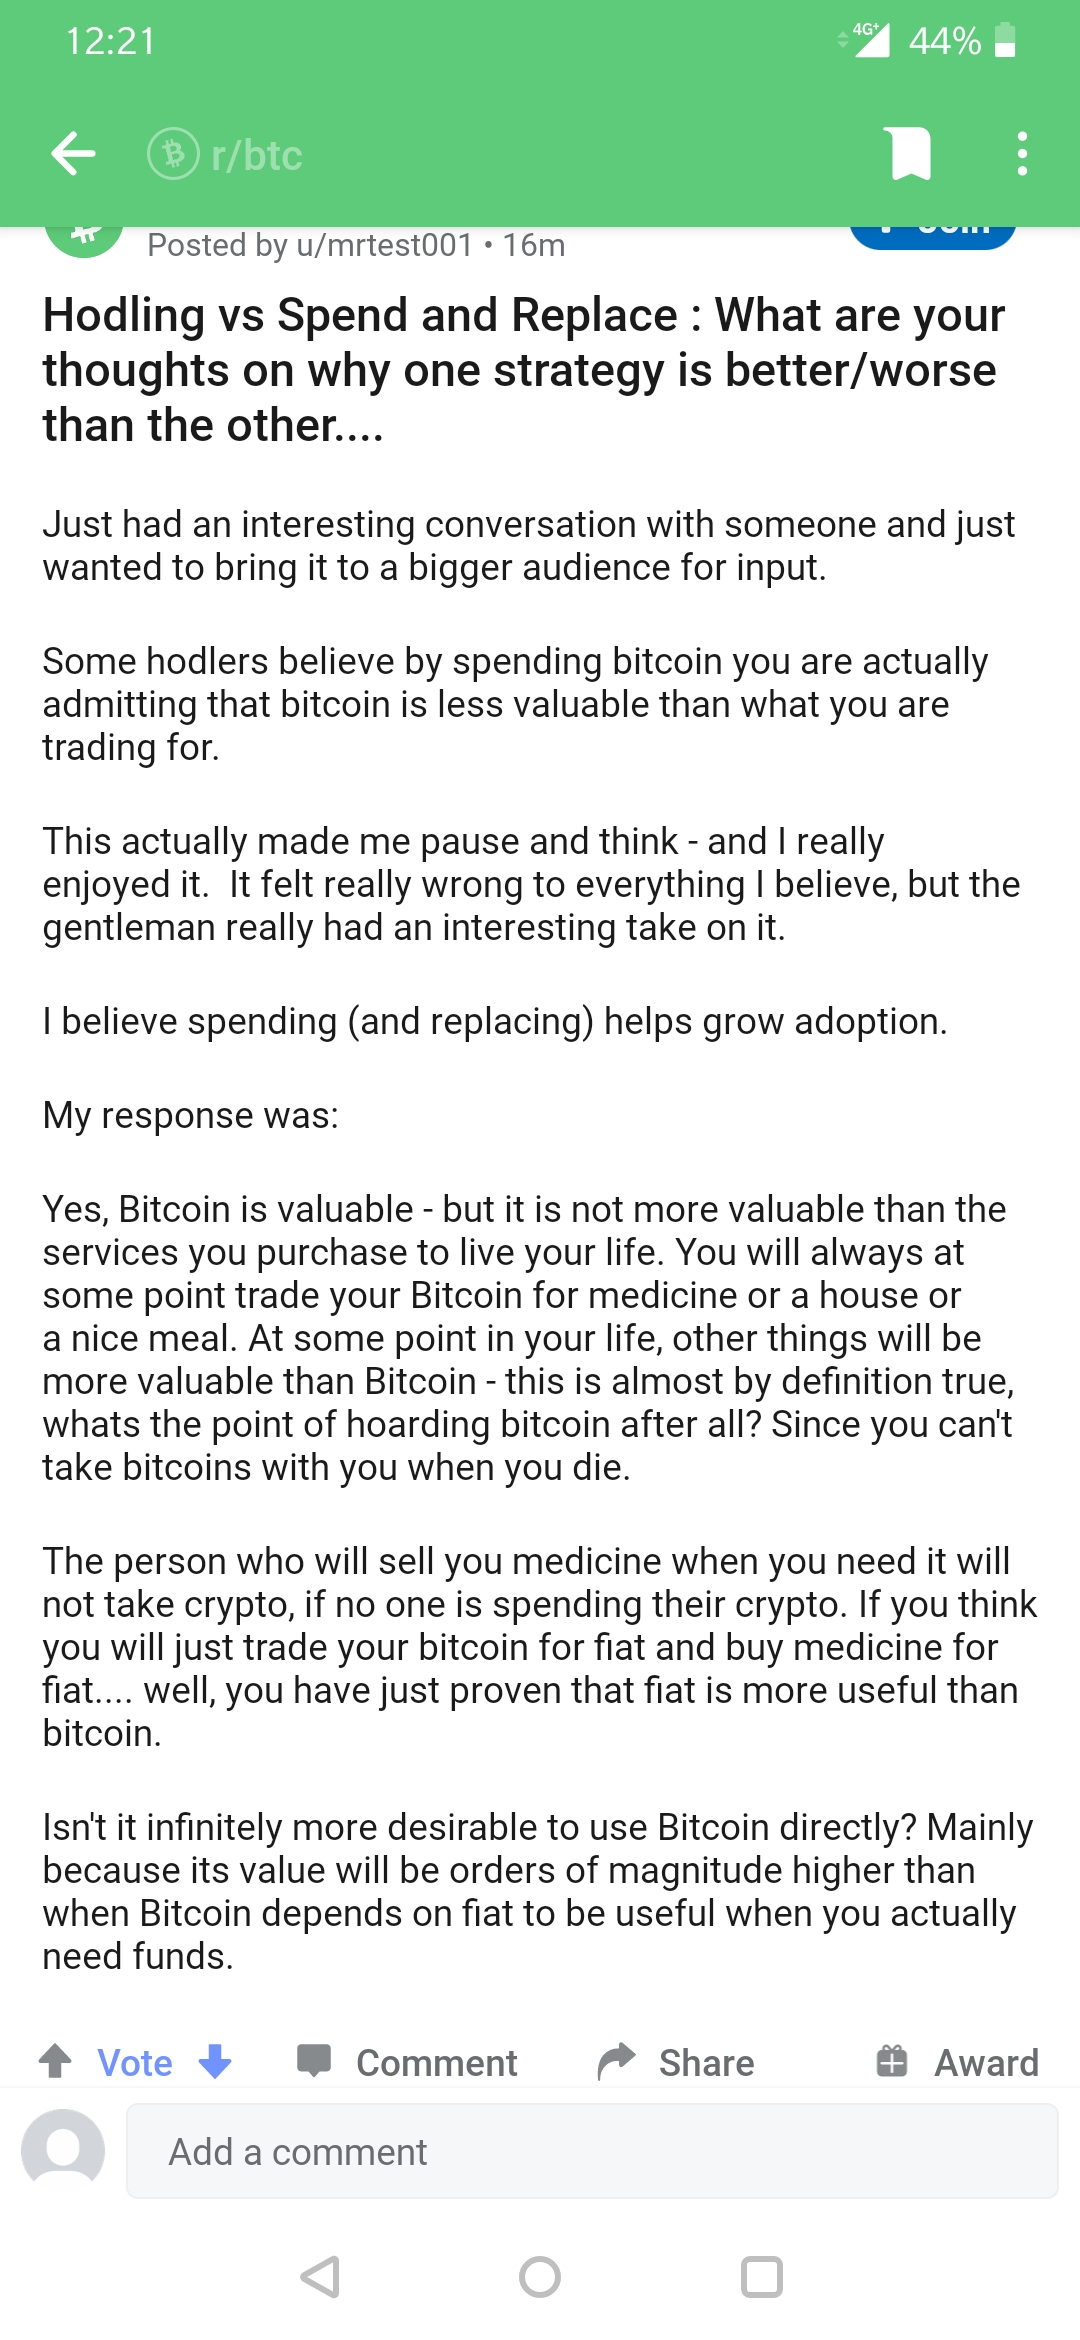 12:21
4G+ 44%
r/btc
Posted by u/mrtest001 • 16m
Join
Hodling vs Spend and Replace : What are your
thoughts on why one strategy is better/worse
than the other....
Just had an interesting conversation with someone and just
wanted to bring it to a bigger audience for input.
Some hodlers believe by spending bitcoin you are actually
admitting that bitcoin is less valuable than what you are
trading for.
This actually made me pause and think - and I really
enjoyed it.  It felt really wrong to everything I believe, but the
gentleman really had an interesting take on it.
I believe spending (and replacing) helps grow adoption.
My response was:
Yes, Bitcoin is valuable - but it is not more valuable than the
services you purchase to live your life. You will always at
some point trade your Bitcoin for medicine or a house or
a nice meal. At some point in your life, other things will be
more valuable than Bitcoin - this is almost by definition true,
whats the point of hoarding bitcoin after all? Since you can't
take bitcoins with you when you die.
The person who will sell you medicine when you need it will
not take crypto, if no one is spending their crypto. If you think
you will just trade your bitcoin for fiat and buy medicine for
fiat.... well, you have just proven that fiat is more useful than
bitcoin.
Isn't it infinitely more desirable to use Bitcoin directly? Mainly
because its value will be orders of magnitude higher than
when Bitcoin depends on fiat to be useful when you actually
need funds.
Vote Comment Share Award
Add a comment